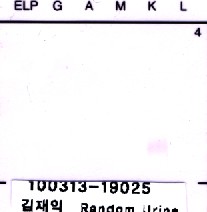 ELP G A M K L
4
100313-19025
김재익 Random Urine